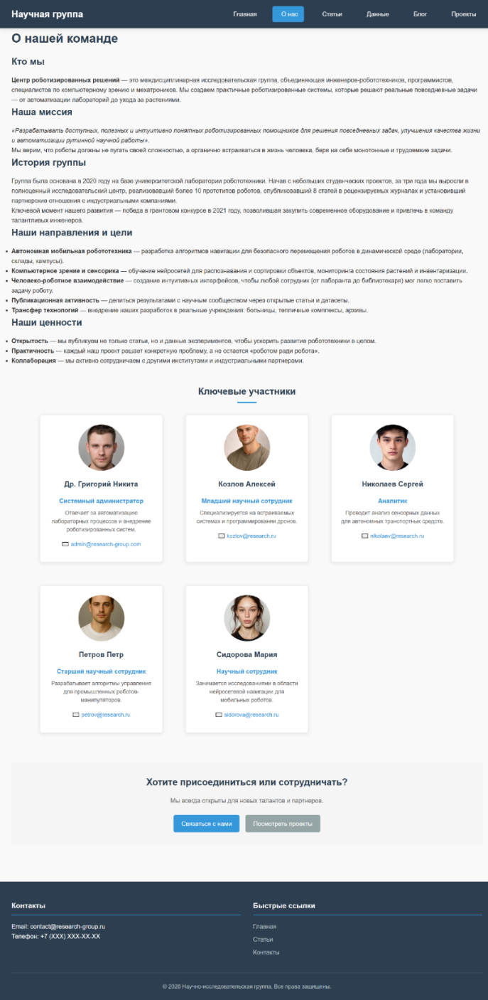 Научная группа
Главная
О нас
Статьи
Данные
Блог
Проекты
О нашей команде
Кто мы
Центр роботизированных решений — это междисциплинарная исследовательская группа, объединяющая инженеров-робототехников, программистов,
специалистов по компьютерному зрению и мехатроников. Мы создаем практичные роботизированные системы, которые решают реальные повседневные задачи
— от автоматизации лабораторий до ухода за растениями.
Наша миссия
«Разрабатывать доступных, полезных и интуитивно понятных роботизированных помощников для решения повседневных задач, улучшения качества жизни
и автоматизации рутинной научной работы».
Мы верим, что роботы должны не пугать своей сложностью, а органично встраиваться в жизнь человека, беря на себя монотонные и трудоемкие задачи.
История группы
Группа была основана в 2020 году на базе университетской лаборатории робототехники. Начав с небольших студенческих проектов, за три года мы выросли в
полноценный исследовательский центр, реализовавший более 10 прототипов роботов, опубликовавший 8 статей в рецензируемых журналах и установивший
партнерские отношения с индустриальными компаниями.
Ключевой момент нашего развития — победа в грантовом конкурсе в 2021 году, позволившая закупить современное оборудование и привлечь в команду
талантливых инженеров.
Наши направления и цели
• Автономная мобильная робототехника — разработка алгоритмов навигации для безопасного перемещения роботов в динамической среде (лаборатории,
склады, кампусы).
• Компьютерное зрение и сенсорика — обучение нейросетей для распознавания и сортировки объектов, мониторинга состояния растений и инвентаризации.
• Человеко-роботное взаимодействие — создание интуитивных интерфейсов, чтобы любой сотрудник (от лаборанта до библиотекаря) мог легко поставить
задачу роботу.
• Публикационная активность — делиться результатами с научным сообществом через открытые статьи и датасеты.
• Трансфер технологий — внедрение наших разработок в реальные учреждения: больницы, тепличные комплексы, архивы.
Наши ценности
• Открытость — мы публикуем не только статьи, но и данные экспериментов, чтобы ускорить развитие робототехники в целом.
• Практичность — каждый наш проект решает конкретную проблему, а не остается «роботом ради робота».
• Коллаборация — мы активно сотрудничаем с другими институтами и индустриальными партнерами.
Ключевые участники
Др. Григорий Никита
Системный администратор
Отвечает за автоматизацию
лабораторных процессов и внедрение
роботизированных систем.
admin@research-group.com
Козлов Алексей
Младший научный сотрудник
Специализируется на встраиваемых
системах и программировании дронов.
kozlov@research.ru
Николаев Сергей
Аналитик
Проводит анализ сенсорных данных
для автономных транспортных средств.
nikolaev@research.ru
Петров Петр
Старший научный сотрудник
Разрабатывает алгоритмы управления
для промышленных роботов-
манипуляторов.
petrov@research.ru
Сидорова Мария
Научный сотрудник
Занимается исследованиями в области
нейросетевой навигации для
мобильных роботов.
sidorova@research.ru
Хотите присоединиться или сотрудничать?
Мы всегда открыты для новых талантов и партнеров.
Связаться с нами
Посмотреть проекты
Контакты
Email: contact@research-group.ru
Телефон: +7 (XXX) XXX-XX-XX
Быстрые ссылки
Главная
Статьи
Контакты
© 2026 Научно-исследовательская группа. Все права защищены.